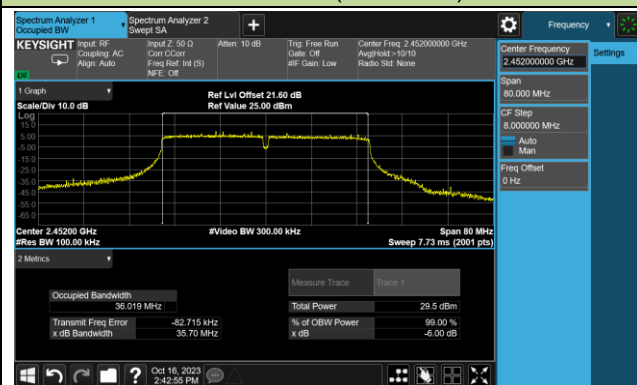 Spectrum Analyzer 1
Occupied BW
Spectrum Analyzer 2
Swept SA
Frequency
KEYSIGHT
Input: RF
Coupling: AC
Align: Auto
Input Z: 50 Ω
Corr CCorr
Freq Ref: Int (S)
NFE: Off
Atten: 10 dB
Trig: Free Run
Gate: Off
#IF Gain: Low
Center Freq: 2.452000000 GHz
Avg|Hold:>10/10
Radio Std: None
Center Frequency
2.452000000 GHz
Settings
Span
80.000 MHz
CF Step
8.000000 MHz
Auto
Man
Freq Offset
0 Hz
1 Graph
Scale/Div 10.0 dB
Ref Lvl Offset 21.60 dB
Ref Value 25.00 dBm
Log
15.0
5.00
-5.00
-15.0
-25.0
-35.0
-45.0
-55.0
-65.0
Center 2.45200 GHz
#Res BW 100.00 kHz
#Video BW 300.00 kHz
Span 80 MHz
Sweep 7.73 ms (2001 pts)
2 Metrics
Measure Trace
Trace 1
Occupied Bandwidth
36.019 MHz
Total Power
29.5 dBm
Transmit Freq Error
-82.715 kHz
% of OBW Power
99.00 %
x dB Bandwidth
35.70 MHz
x dB
-6.00 dB
Oct 16, 2023
2:42:55 PM